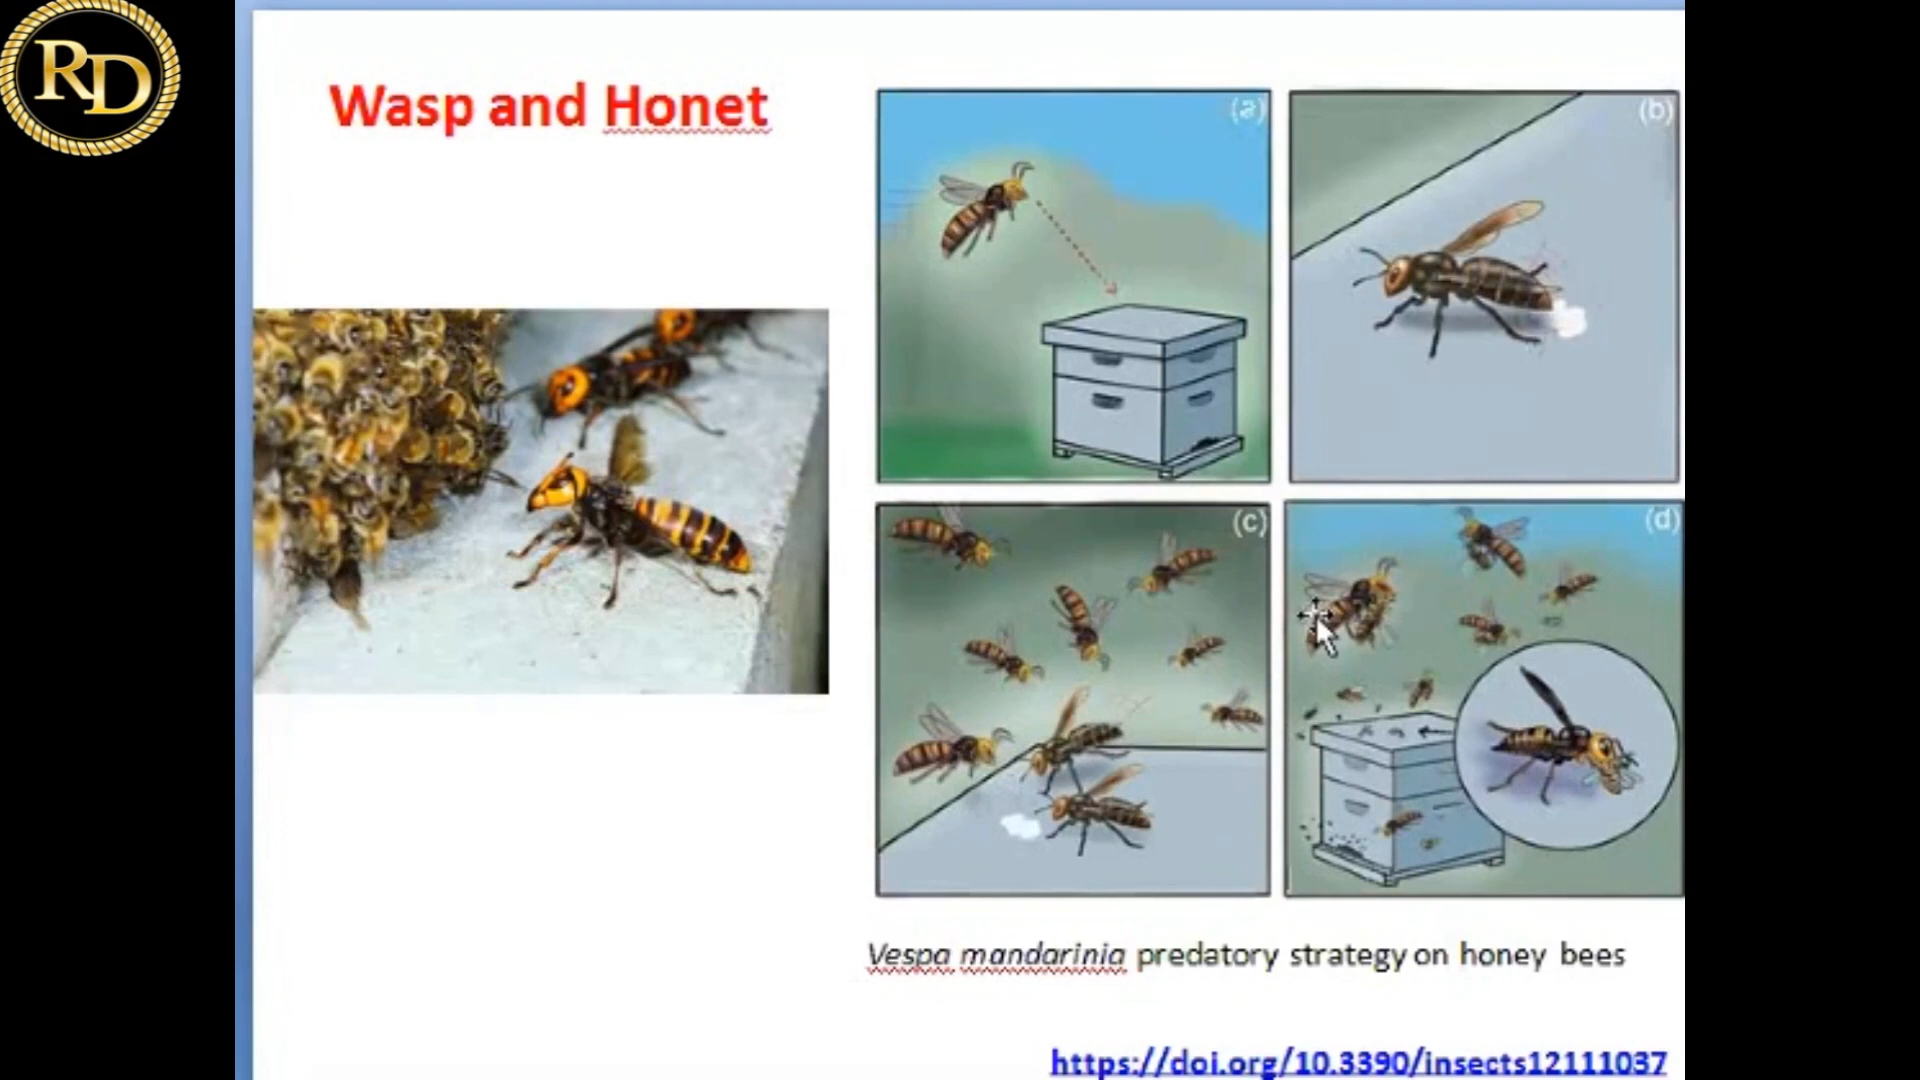 RD
Wasp and Honet
(a)
(b)
(c)
(d)
Vespa mandarinia predatory strategy on honey bees
https://doi.org/10.3390/insects12111037